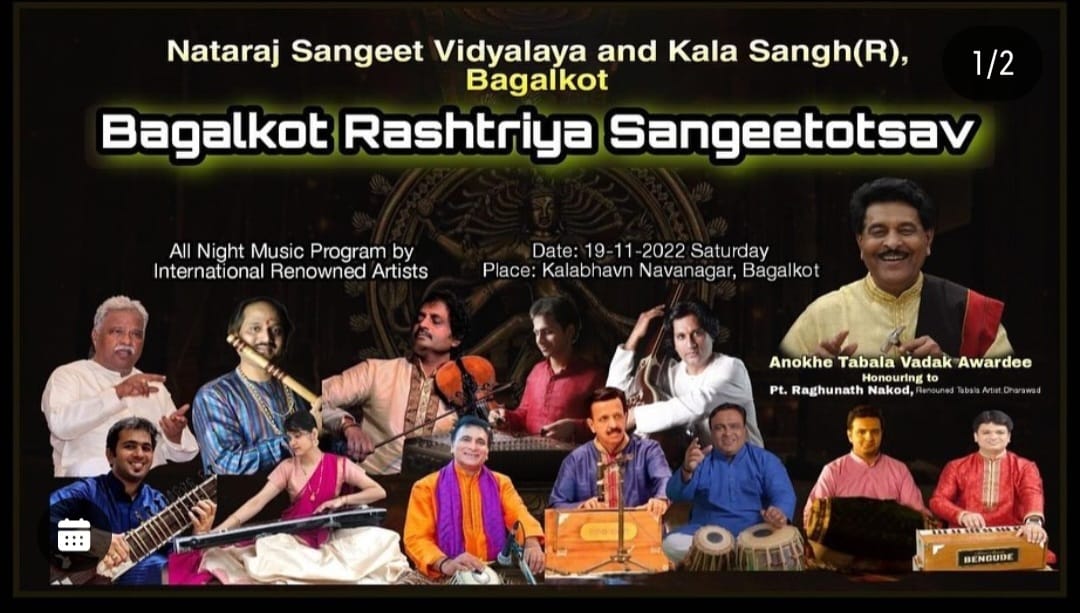 Nataraj Sangeet Vidyalaya and Kala Sangh(R),
Bagalkot
1/2
Bagalkot Rashtriya Sangeetotsav
All Night Music Program by
International Renowned Artists
Date: 19-11-2022 Saturday
Place: Kalabhavn Navanagar, Bagalkot
Anokhe Tabala Vadak Awardee
Honouring to
Pt. Raghunath Nakod, Renouned Tabala Artist, Dharawad
BENGUDE